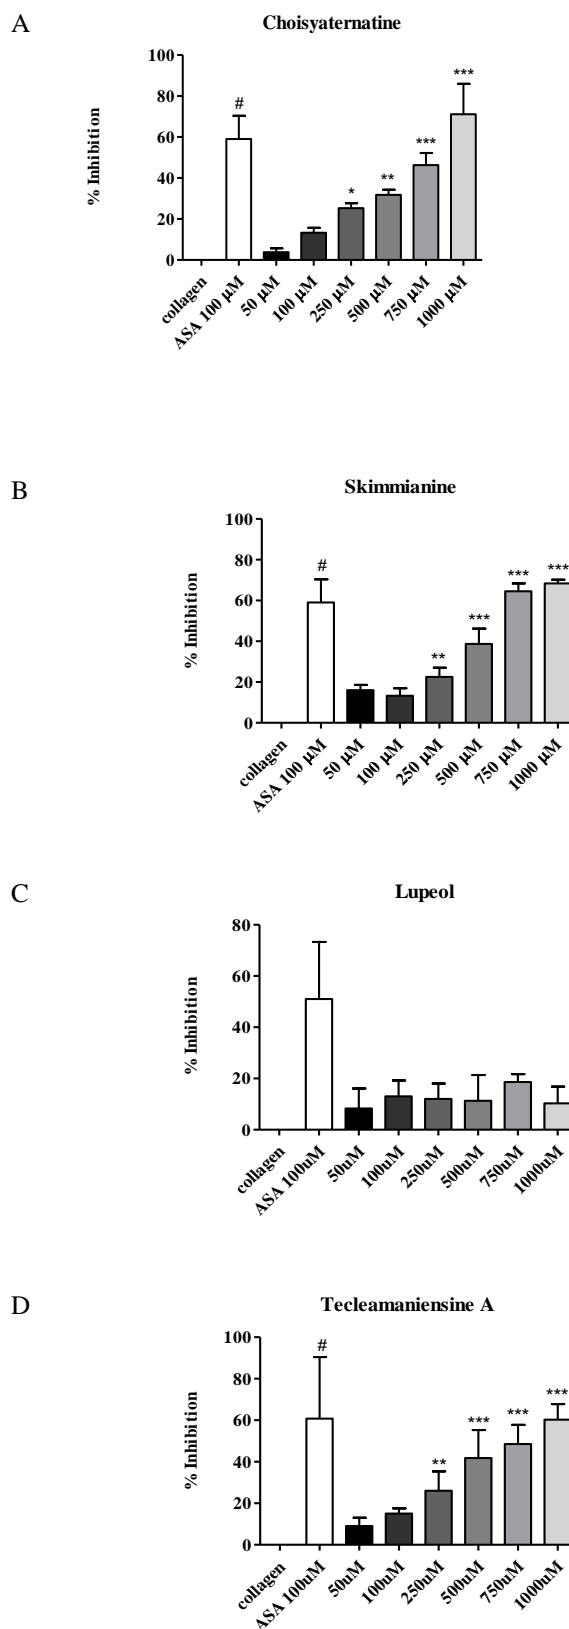 A
Choisyaternatine
% Inhibition
100
80
60
40
20
0
#
*
**
***
***
collagen
ASA 100 µM
50 µM
100 µM
250 µM
500 µM
750 µM
1000 µM
B
Skimmianine
% Inhibition
100
80
60
40
20
0
#
**
***
***
***
collagen
ASA 100 µM
50 µM
100 µM
250 µM
500 µM
750 µM
1000 µM
C
Lupeol
% Inhibition
80
60
40
20
0
collagen
ASA 100uM
50uM
100uM
250uM
500uM
750uM
1000uM
D
Tecleamaniensine A
% Inhibition
100
80
60
40
20
0
#
**
***
***
***
collagen
ASA 100uM
50uM
100uM
250uM
500uM
750uM
1000uM